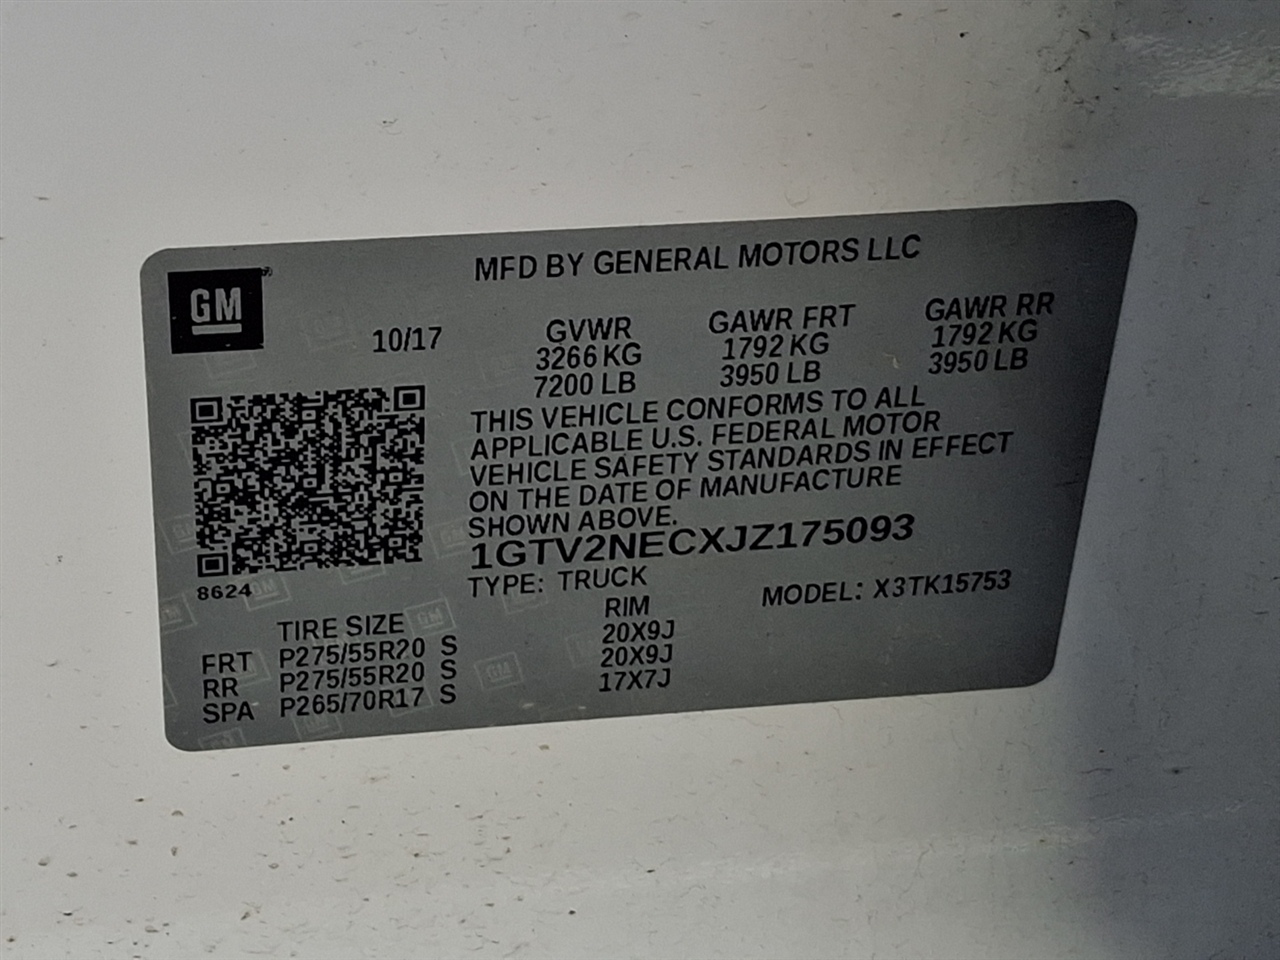 MFD BY GENERAL MOTORS LLC
GM
10/17
GVWR GAWR FRT GAWR RR
3266 KG 1792 KG 1792 KG
7200 LB 3950 LB 3950 LB
THIS VEHICLE CONFORMS TO ALL
APPLICABLE U.S. FEDERAL MOTOR
VEHICLE SAFETY STANDARDS IN EFFECT
ON THE DATE OF MANUFACTURE
SHOWN ABOVE.
1GTV2NECXJZ175093
8624
TYPE: TRUCK MODEL: X3TK15753
TIRE SIZE RIM
FRT P275/55R20 S 20X9J
RR P275/55R20 S 20X9J
SPA P265/70R17 S 17X7J